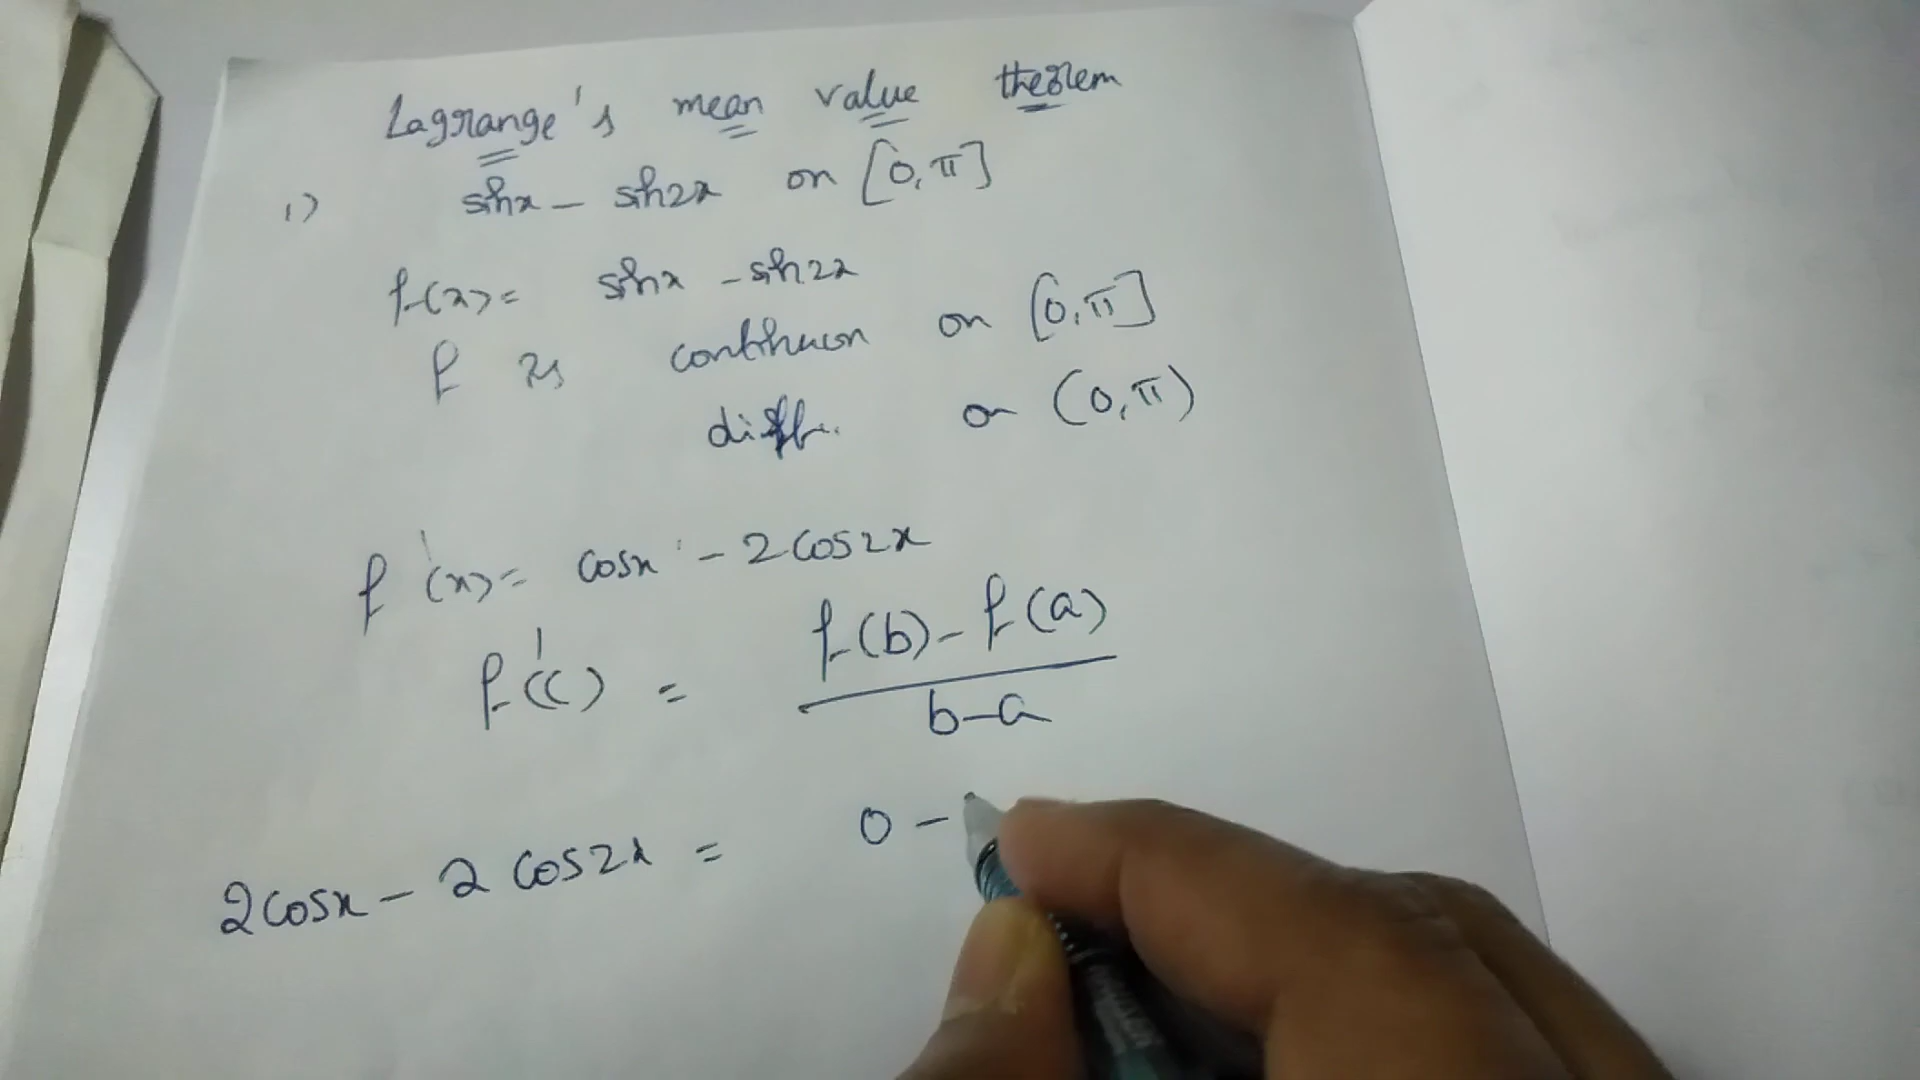 Lagrange's mean value theorem
1) sinx - sin2x on [0,π]
f(x) = sinx - sin2x
f is continuous on [0,π]
diff. on (0,π)
f'(x) = cosx - 2cos2x
f'(c) = f(b) - f(a)
b-a
2cosx - 2cos2x = 0 -